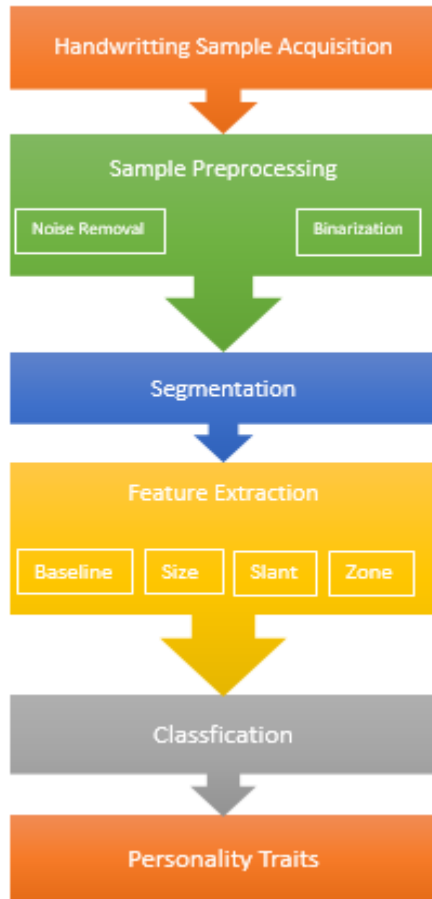 Handwritting Sample Acquisition
Sample Preprocessing
Noise Removal
Binarization
Segmentation
Feature Extraction
Baseline
Size
Slant
Zone
Classfication
Personality Traits